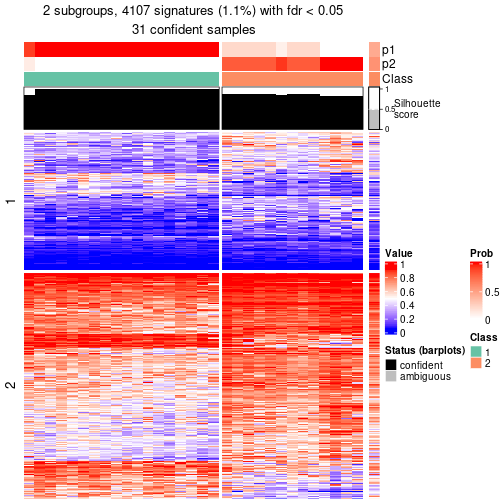 2 subgroups, 4107 signatures (1.1%) with fdr < 0.05
31 confident samples
p1
p2
Class
1
0.5
0
Silhouette
score
1
2
Value
1
0.8
0.6
0.4
0.2
0
Prob
1
0.5
0
Status (barplots)
confident
ambiguous
Class
1
2